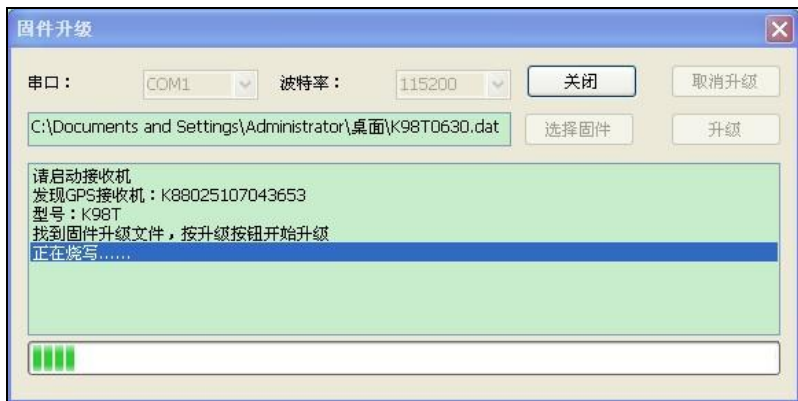 固件升级
串口： COM1 波特率： 115200 关闭 取消升级
C:\Documents and Settings\Administrator\桌面\K98T0630.dat 选择固件 升级
请启动接收机
发现GPS接收机：K88025107043653
型号：K98T
找到固件升级文件，按升级按钮开始升级
正在烧写......